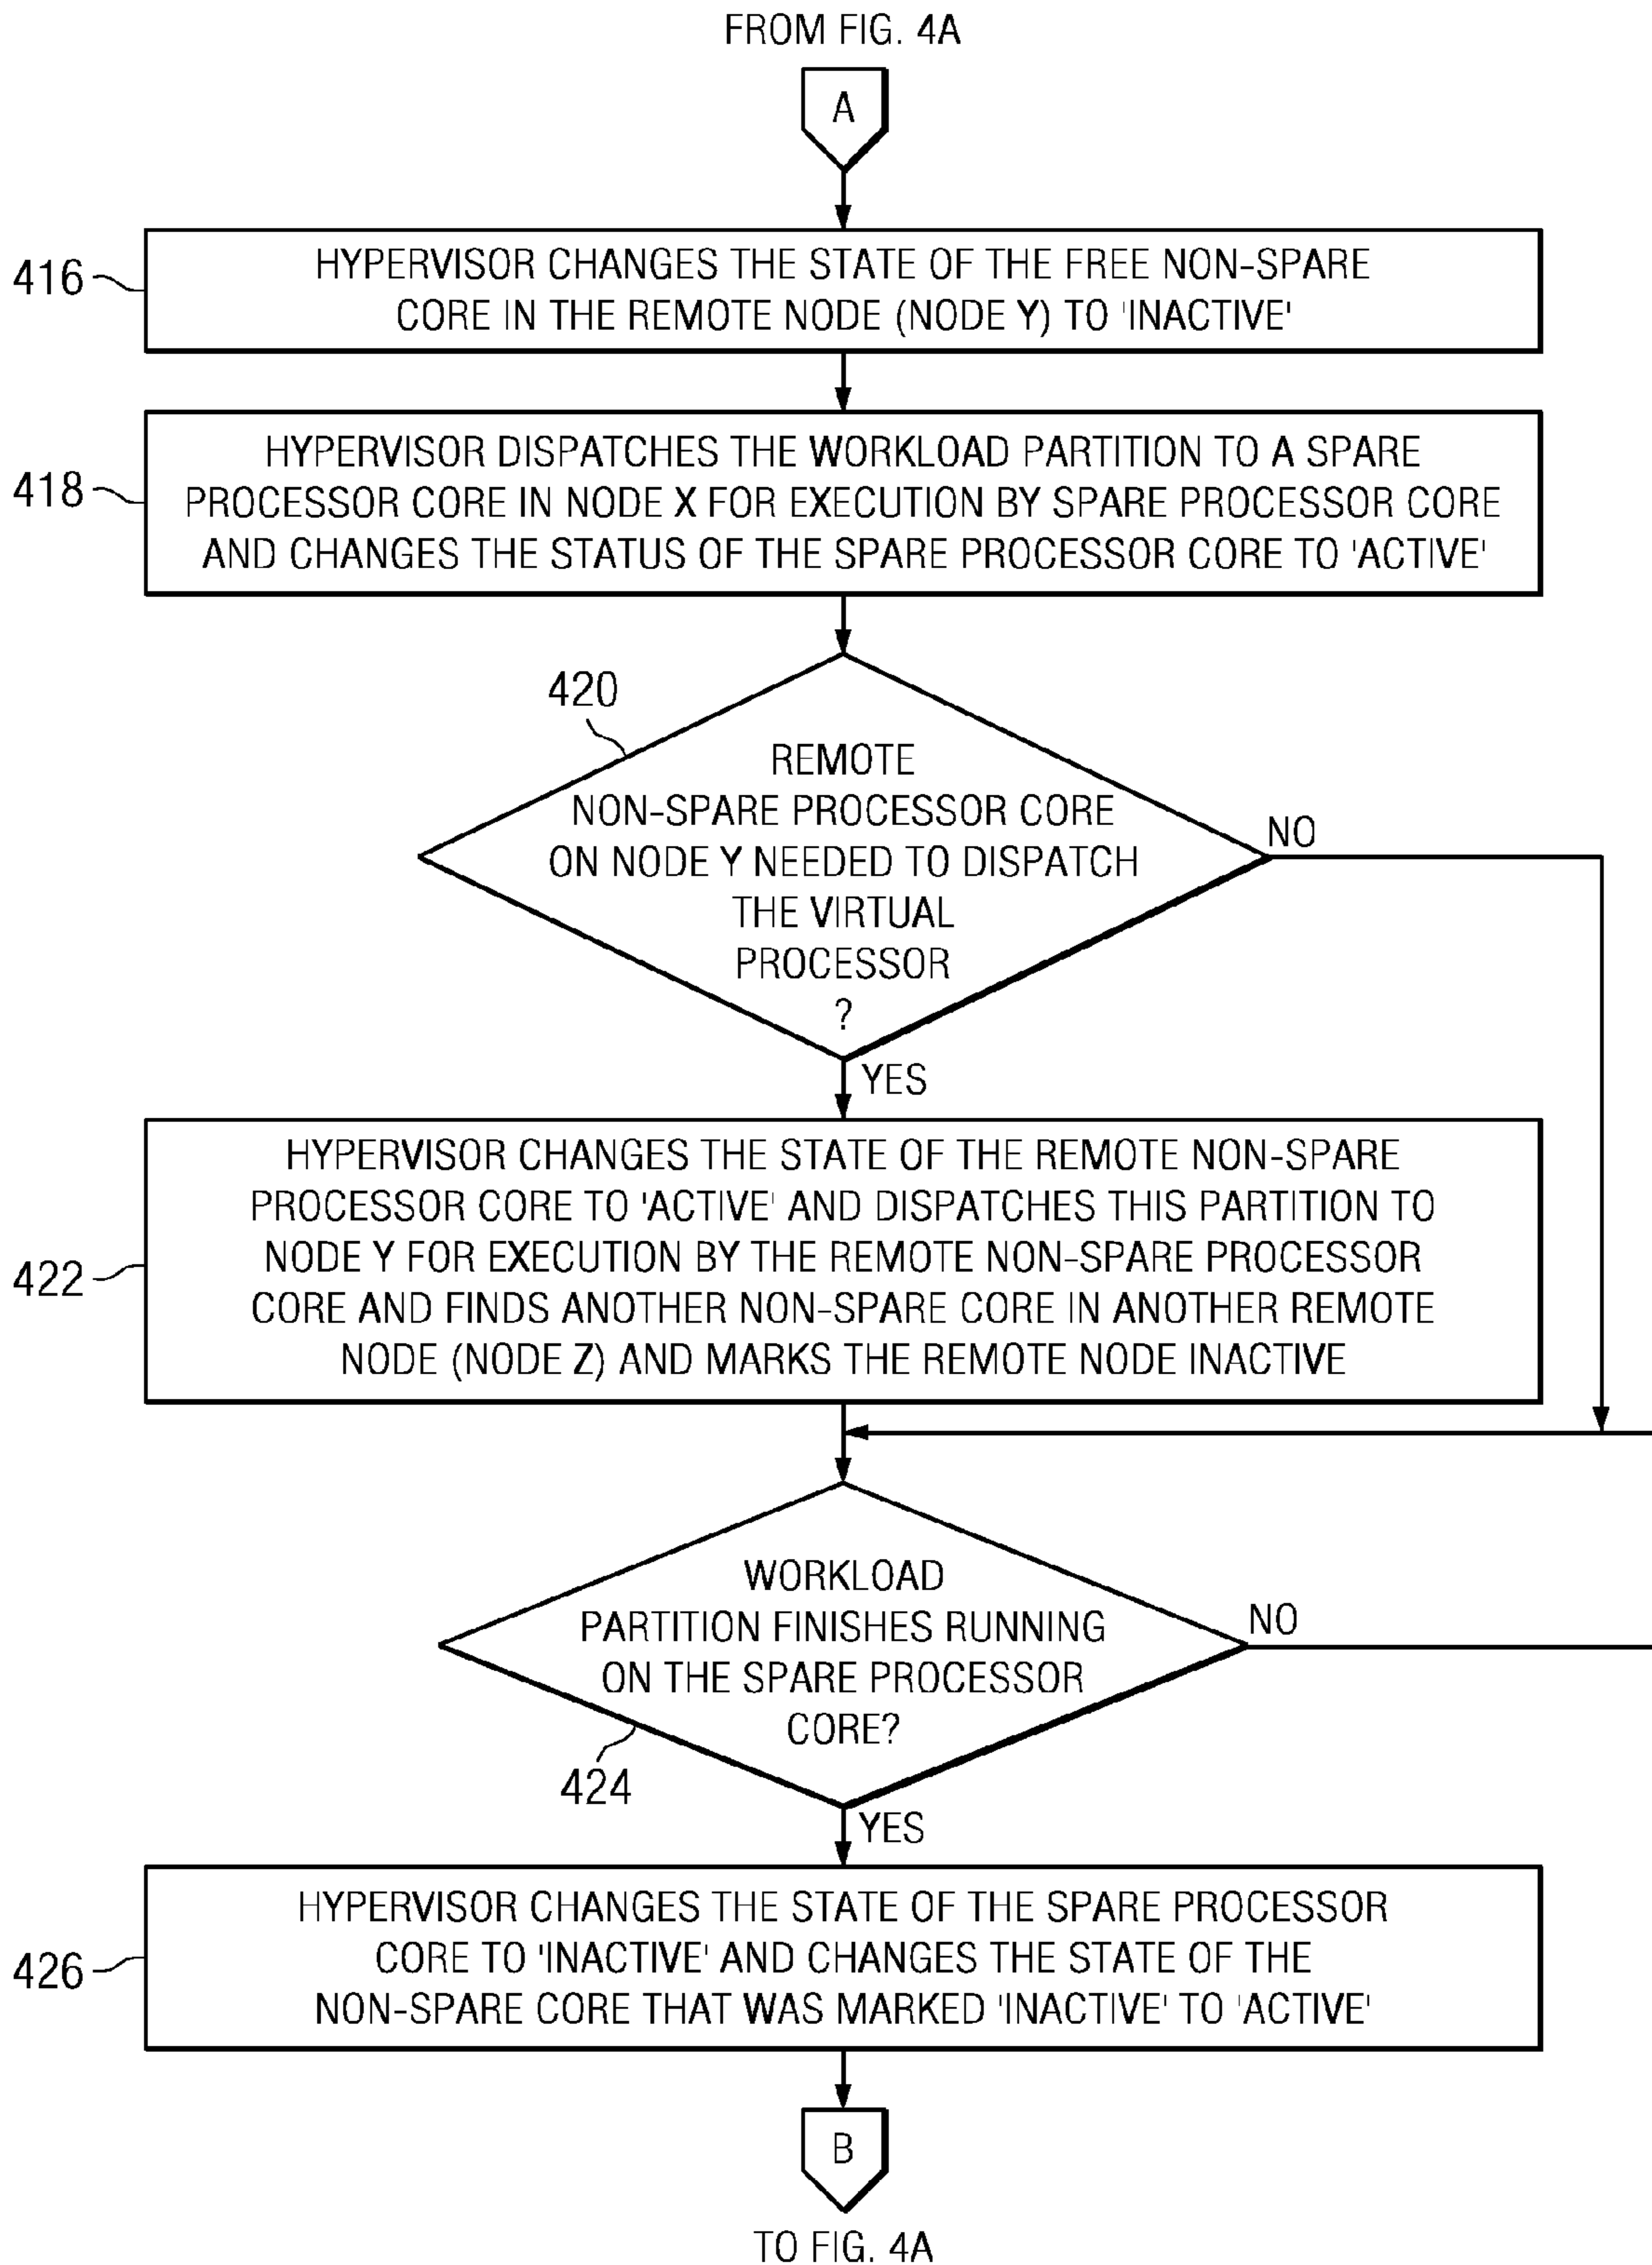 FROM FIG. 4A
A
416
HYPERVISOR CHANGES THE STATE OF THE FREE NON-SPARE
CORE IN THE REMOTE NODE (NODE Y) TO 'INACTIVE'
418
HYPERVISOR DISPATCHES THE WORKLOAD PARTITION TO A SPARE
PROCESSOR CORE IN NODE X FOR EXECUTION BY SPARE PROCESSOR CORE
AND CHANGES THE STATUS OF THE SPARE PROCESSOR CORE TO 'ACTIVE'
420
REMOTE
NON-SPARE PROCESSOR CORE
ON NODE Y NEEDED TO DISPATCH
THE VIRTUAL
PROCESSOR
?
NO
YES
422
HYPERVISOR CHANGES THE STATE OF THE REMOTE NON-SPARE
PROCESSOR CORE TO 'ACTIVE' AND DISPATCHES THIS PARTITION TO
NODE Y FOR EXECUTION BY THE REMOTE NON-SPARE PROCESSOR
CORE AND FINDS ANOTHER NON-SPARE CORE IN ANOTHER REMOTE
NODE (NODE Z) AND MARKS THE REMOTE NODE INACTIVE
WORKLOAD
PARTITION FINISHES RUNNING
ON THE SPARE PROCESSOR
CORE?
NO
424
YES
426
HYPERVISOR CHANGES THE STATE OF THE SPARE PROCESSOR
CORE TO 'INACTIVE' AND CHANGES THE STATE OF THE
NON-SPARE CORE THAT WAS MARKED 'INACTIVE' TO 'ACTIVE'
B
TO FIG. 4A